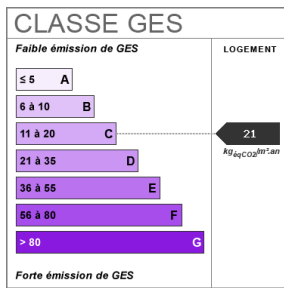 CLASSE GES
Faible émission de GES
LOGEMENT
≤ 5 A
6 à 10 B
11 à 20 C
21
kgéqCO2/m².an
21 à 35 D
36 à 55 E
56 à 80 F
> 80 G
Forte émission de GES